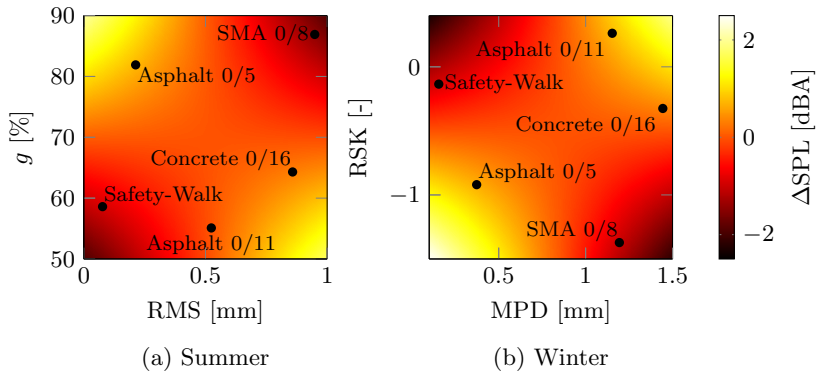 90
80
70
60
50
g [%]
SMA 0/8
Asphalt 0/5
Concrete 0/16
Safety-Walk
Asphalt 0/11
0
0.5
1
RMS [mm]
(a) Summer
0
−1
RSK [-]
Asphalt 0/11
Safety-Walk
Concrete 0/16
Asphalt 0/5
SMA 0/8
0.5
1
1.5
MPD [mm]
(b) Winter
2
0
−2
ΔSPL [dBA]